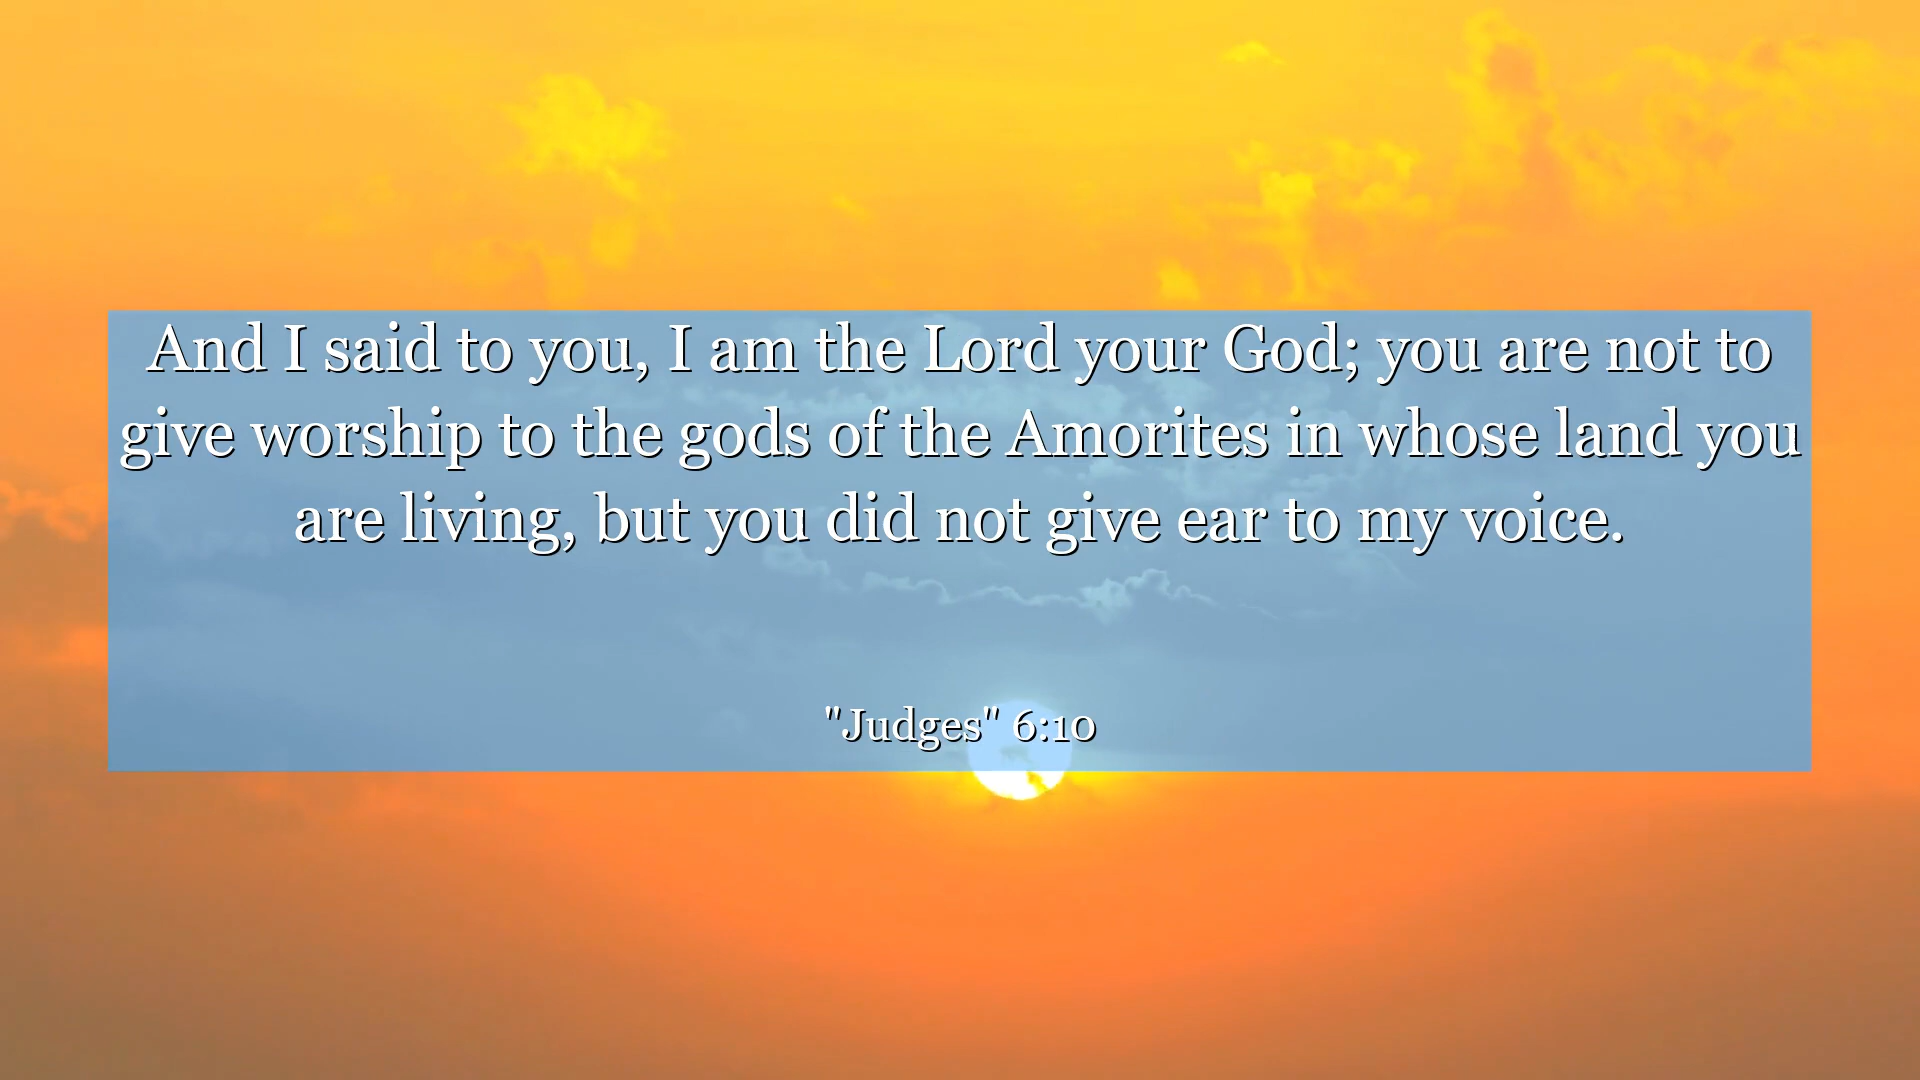 And I said to you, I am the Lord your God; you are not to
give worship to the gods of the Amorites in whose land you
are living, but you did not give ear to my voice.
"Judges" 6:10